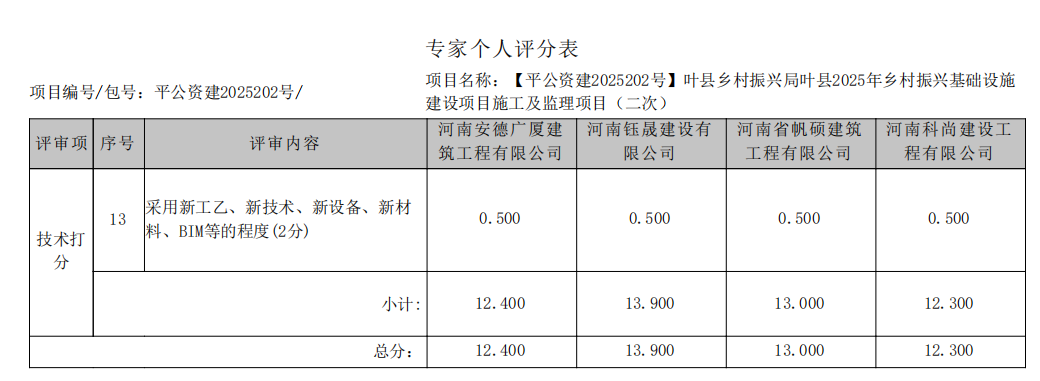 专家个人评分表
项目编号/包号：平公资建2025202号/
项目名称：【平公资建2025202号】叶县乡村振兴局叶县2025年乡村振兴基础设施
建设项目施工及监理项目（二次）
评审项 序号 评审内容 河南安德广厦建 河南钰晟建设有 河南省帆硕建筑 河南科尚建设工
筑工程有限公司 限公司 工程有限公司 程有限公司
技术打
分
13
采用新工乙、新技术、新设备、新材
料、BIM等的程度(2分)
0.500 0.500 0.500 0.500
小计: 12.400 13.900 13.000 12.300
总分： 12.400 13.900 13.000 12.300